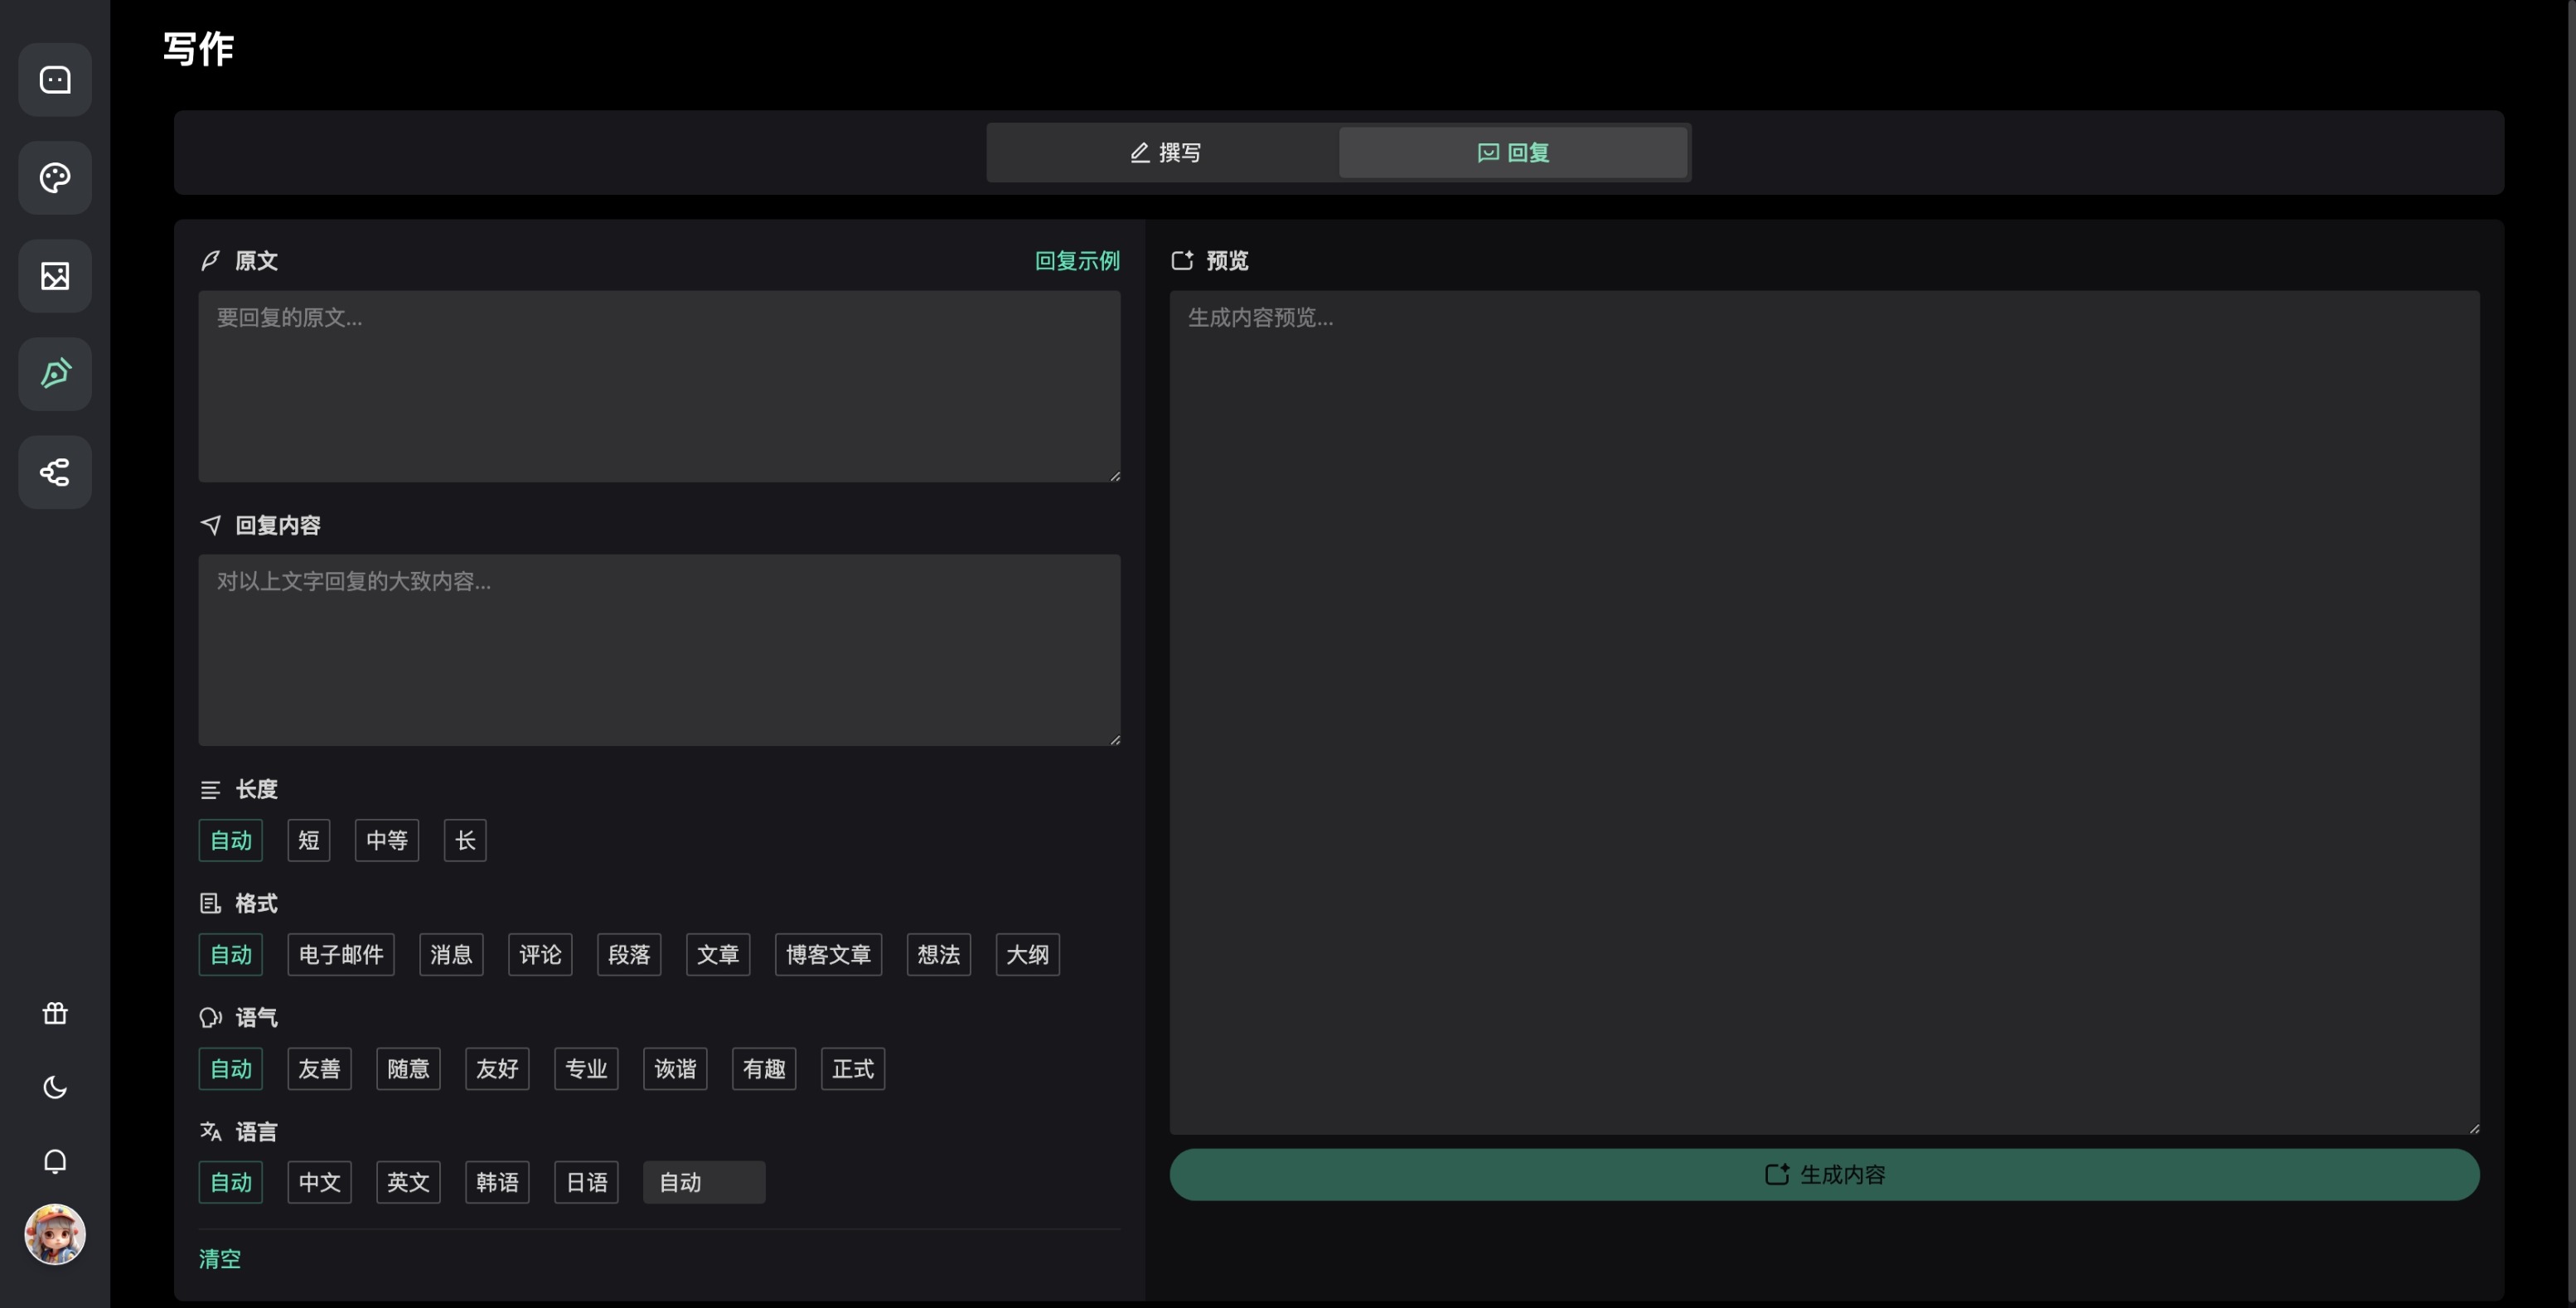 写作
撰写
回复
原文
回复示例
要回复的原文...
回复内容
对以上文字回复的大致内容...
长度
自动 短 中等 长
格式
自动 电子邮件 消息 评论 段落 文章 博客文章 想法 大纲
语气
自动 友善 随意 友好 专业 诙谐 有趣 正式
语言
自动 中文 英文 韩语 日语 自动
清空
预览
生成内容预览...
生成内容